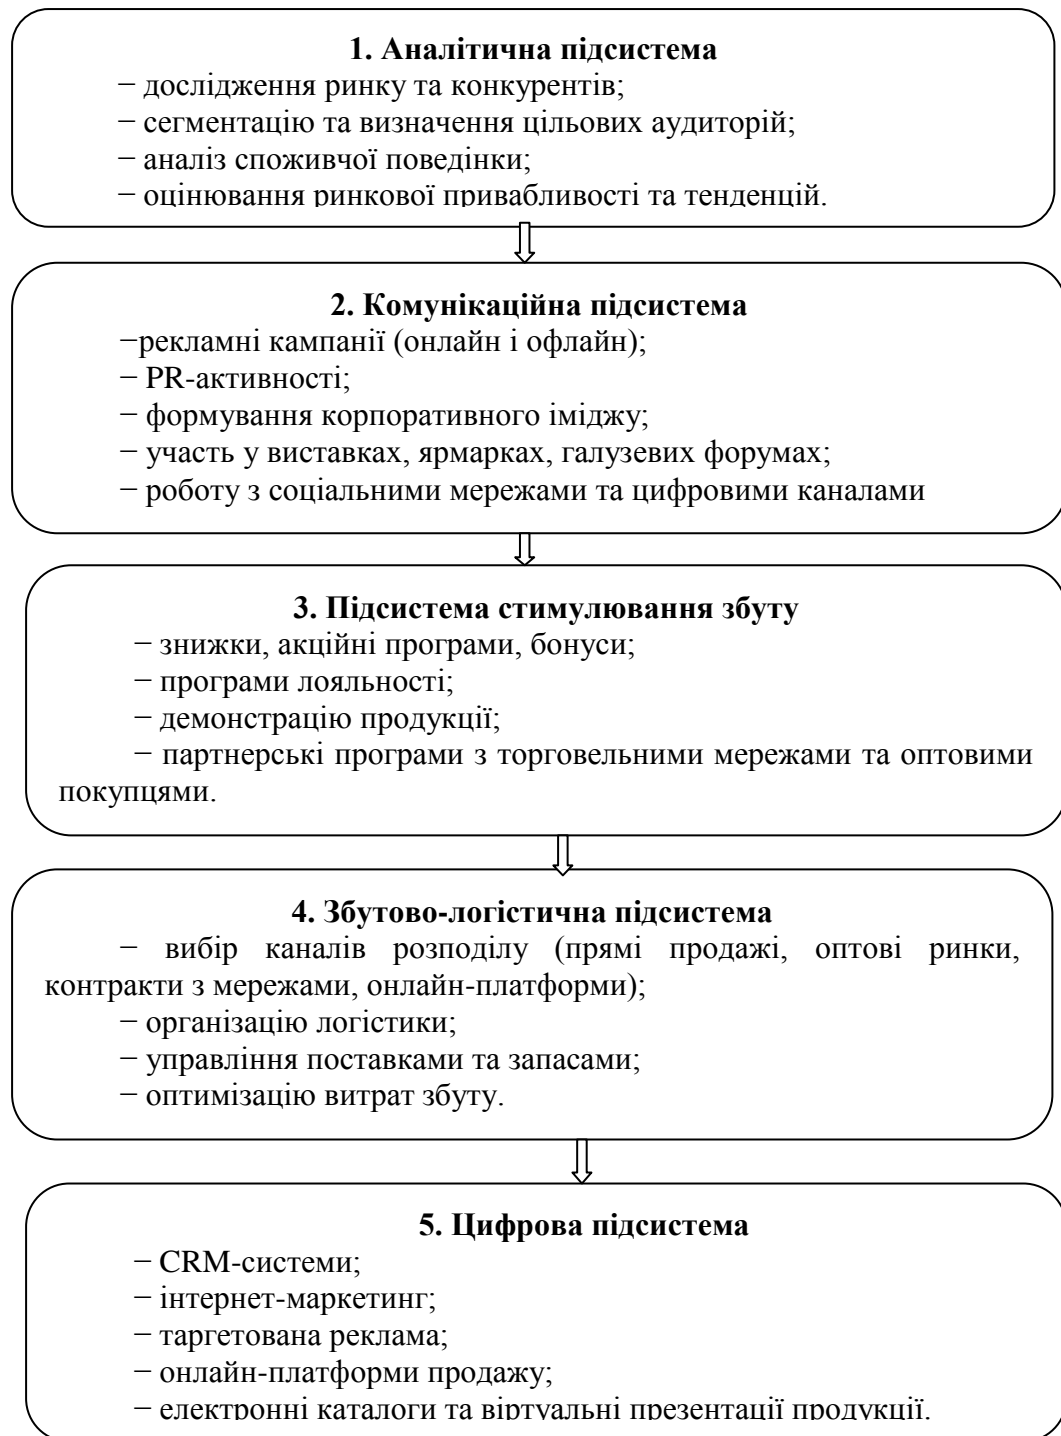 1. Аналітична підсистема
− дослідження ринку та конкурентів;
− сегментацію та визначення цільових аудиторій;
− аналіз споживчої поведінки;
− оцінювання ринкової привабливості та тенденцій.
2. Комунікаційна підсистема
−рекламні кампанії (онлайн і офлайн);
− PR-активності;
− формування корпоративного іміджу;
− участь у виставках, ярмарках, галузевих форумах;
− роботу з соціальними мережами та цифровими каналами
3. Підсистема стимулювання збуту
− знижки, акційні програми, бонуси;
− програми лояльності;
− демонстрацію продукції;
− партнерські програми з торговельними мережами та оптовими
покупцями.
4. Збутово-логістична підсистема
− вибір каналів розподілу (прямі продажі, оптові ринки,
контракти з мережами, онлайн-платформи);
− організацію логістики;
− управління поставками та запасами;
− оптимізацію витрат збуту.
5. Цифрова підсистема
− CRM-системи;
− інтернет-маркетинг;
− таргетована реклама;
− онлайн-платформи продажу;
− електронні каталоги та віртуальні презентації продукції.